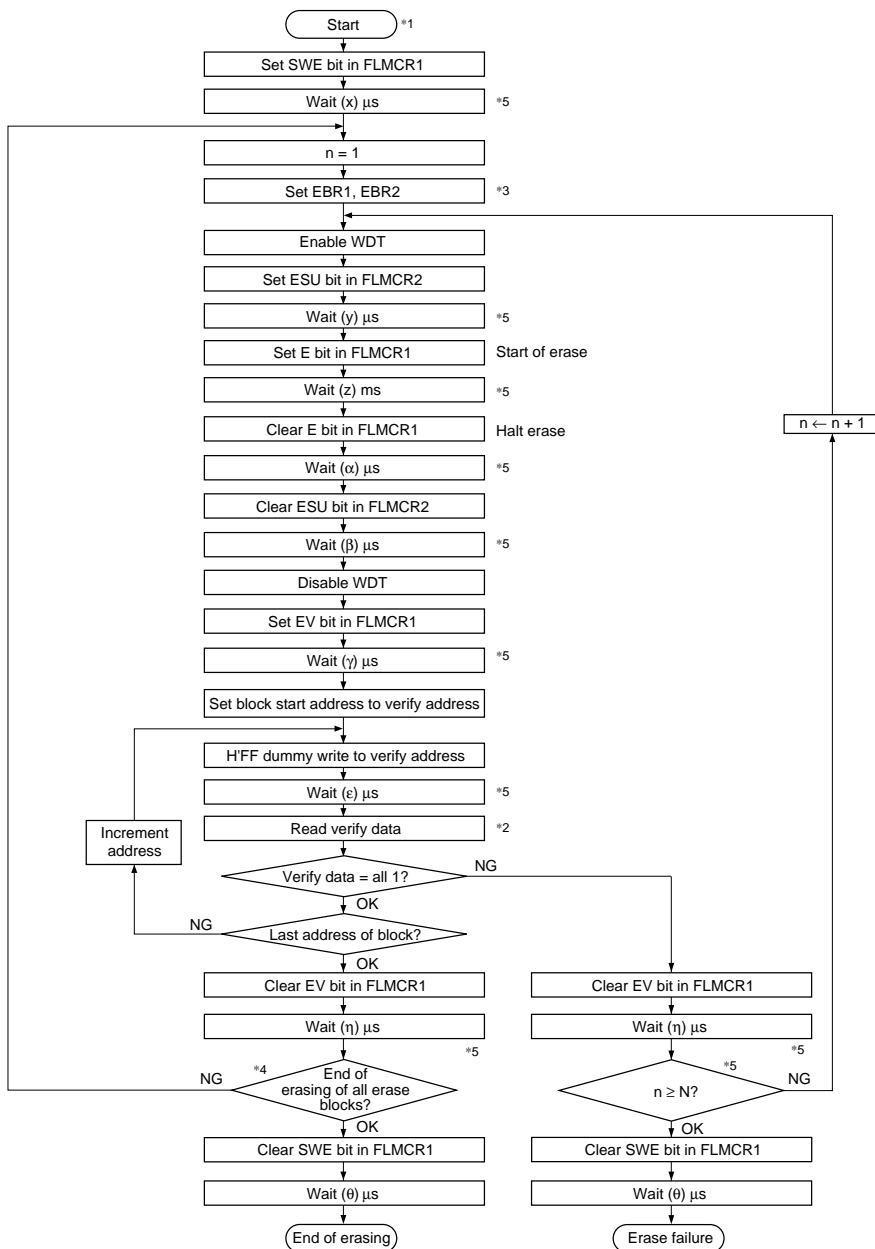 Start *1
Set SWE bit in FLMCR1
Wait (x) μs *5
n = 1
Set EBR1, EBR2 *3
Enable WDT
Set ESU bit in FLMCR2
Wait (y) μs *5
Set E bit in FLMCR1 Start of erase
Wait (z) ms *5
n ← n + 1
Clear E bit in FLMCR1 Halt erase
Wait (α) μs *5
Clear ESU bit in FLMCR2
Wait (β) μs *5
Disable WDT
Set EV bit in FLMCR1
Wait (γ) μs *5
Set block start address to verify address
H'FF dummy write to verify address
Wait (ε) μs *5
Read verify data *2
Increment
address
Verify data = all 1?
NG
OK
NG
Last address of block?
OK
Clear EV bit in FLMCR1
Wait (η) μs
*5
*4
NG
End of
erasing of all erase
blocks?
OK
Clear SWE bit in FLMCR1
Wait (θ) μs
End of erasing
Clear EV bit in FLMCR1
Wait (η) μs
*5
*5
n ≥ N?
NG
OK
Clear SWE bit in FLMCR1
Wait (θ) μs
Erase failure